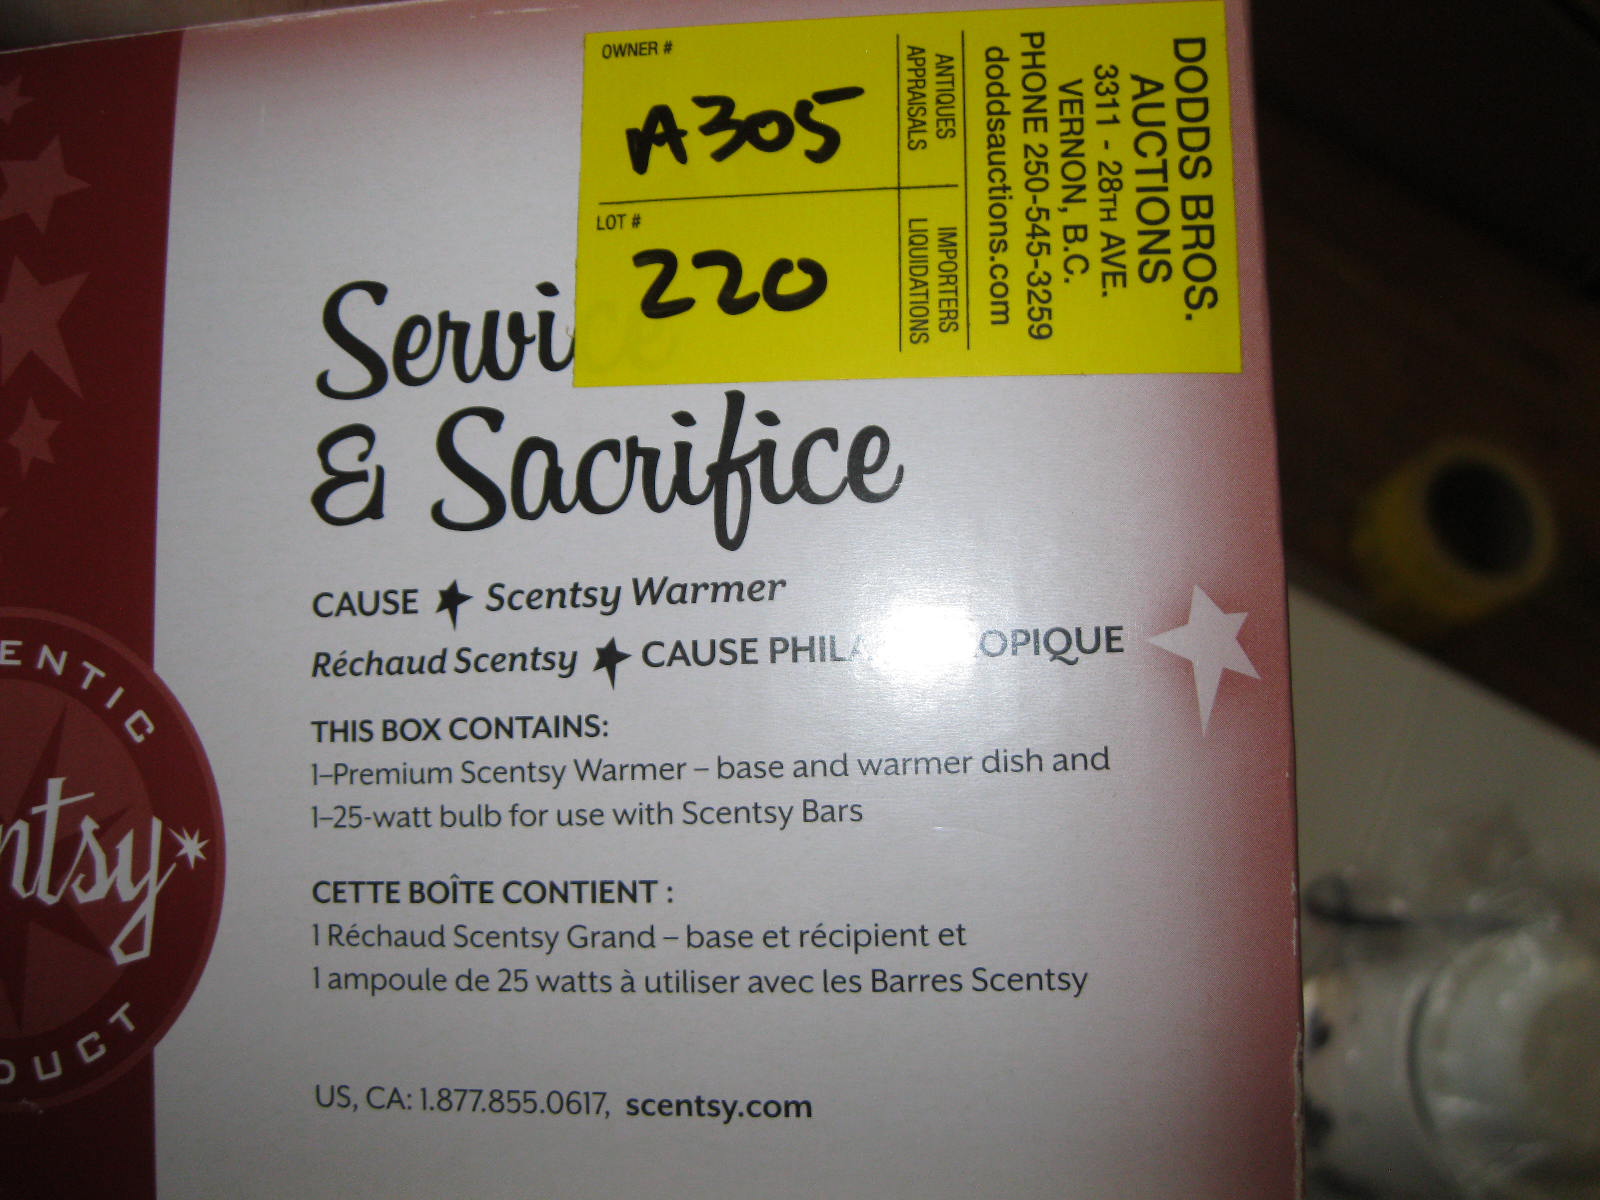 OWNER #
A305
LOT #
220
ANTIQUES
APPRAISALS
IMPORTERS
LIQUIDATIONS
DODDS BROS.
AUCTIONS
3311 - 28TH AVE.
VERNON, B.C.
PHONE 250-545-3259
doddsauctions.com
Service
& Sacrifice
CAUSE ★ Scentsy Warmer
Réchaud Scentsy ★ CAUSE PHILA OPIQUE
THIS BOX CONTAINS:
1–Premium Scentsy Warmer – base and warmer dish and
1–25-watt bulb for use with Scentsy Bars
CETTE BOÎTE CONTIENT :
1 Réchaud Scentsy Grand – base et récipient et
1 ampoule de 25 watts à utiliser avec les Barres Scentsy
US, CA: 1.877.855.0617, scentsy.com
ENTIC
ntsy
DUCT